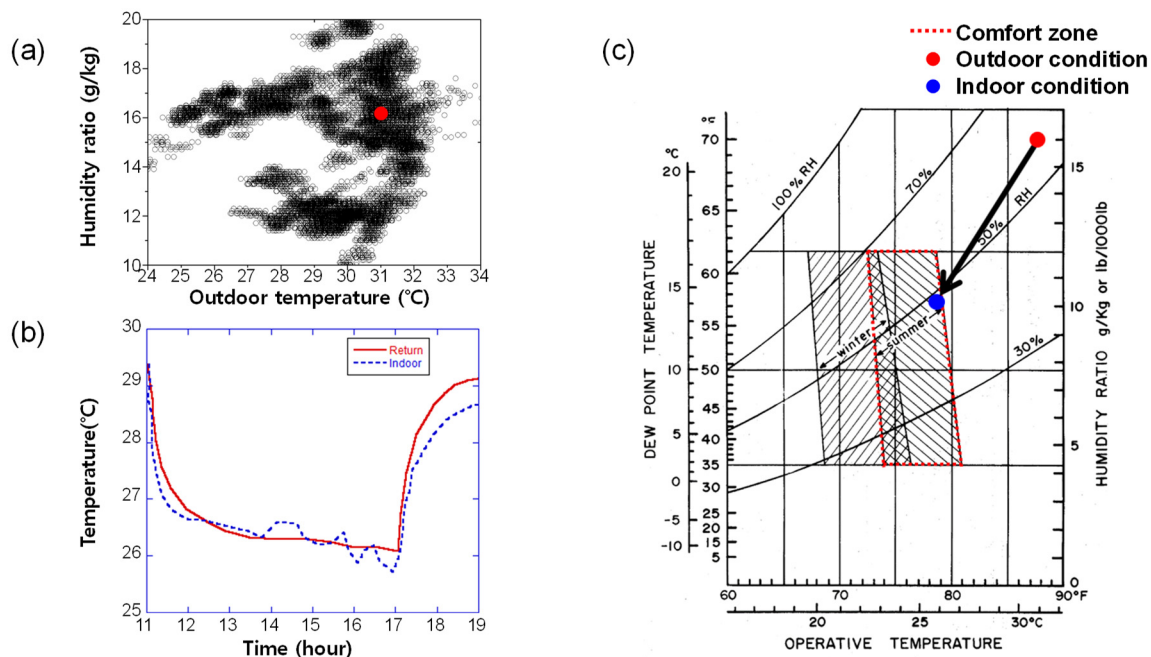 (a)
Humidity ratio (g/kg)
20
18
16
14
12
10
24 25 26 27 28 29 30 31 32 33 34
Outdoor temperature (℃)
(b)
Temperature(℃)
30
29
28
27
26
25
Return
Indoor
11 12 13 14 15 16 17 18 19
Time (hour)
(c)
Comfort zone
Outdoor condition
Indoor condition
°F
°C
70
65
60
55
50
45
40
35
30
20
15
5
20
15
10
5
0
-5
-10
DEW POINT TEMPERATURE
100% RH
70%
50% RH
30%
winter
summer
15
10
5
0
HUMIDITY RATIO g/Kg or lb/1000lb
60 70 80 90°F
20 25 30°C
OPERATIVE TEMPERATURE